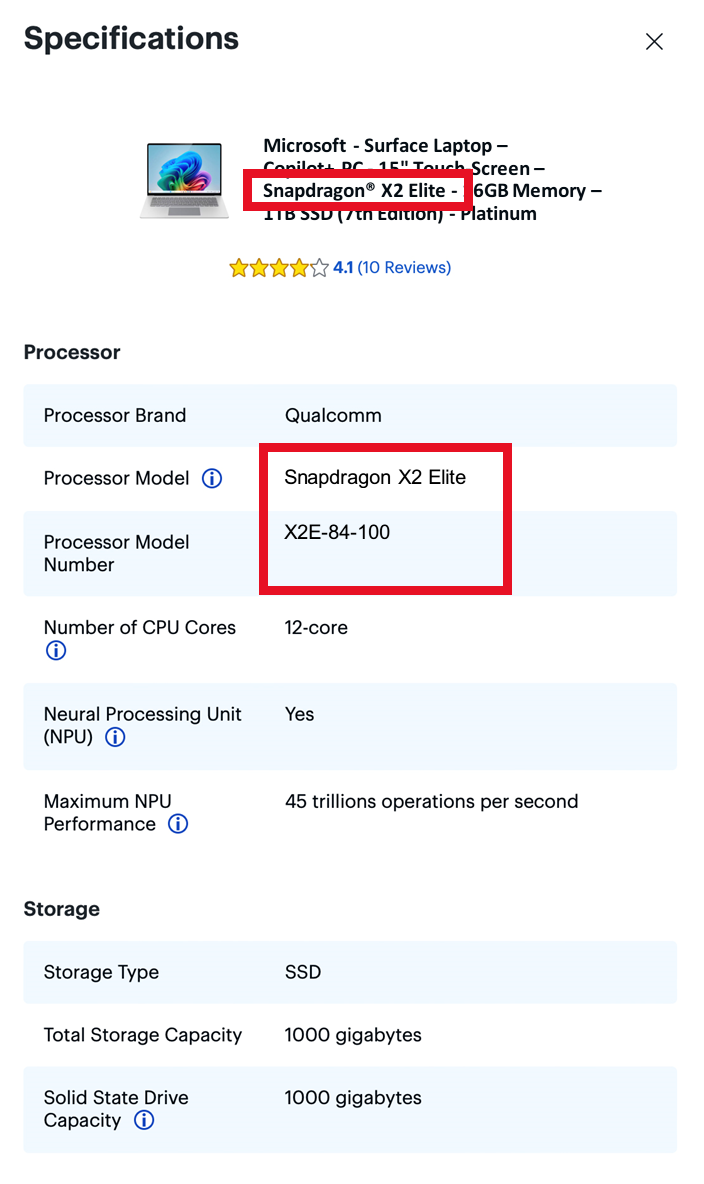 Specifications
Microsoft - Surface Laptop –
Copilot+ PC - 15" Touch Screen –
Snapdragon® X2 Elite - 6GB Memory –
1TB SSD (7th Edition) - Platinum
4.1 (10 Reviews)
Processor
Processor Brand Qualcomm
Processor Model Snapdragon X2 Elite
Processor Model Number X2E-84-100
Number of CPU Cores 12-core
Neural Processing Unit (NPU) Yes
Maximum NPU Performance 45 trillions operations per second
Storage
Storage Type SSD
Total Storage Capacity 1000 gigabytes
Solid State Drive Capacity 1000 gigabytes